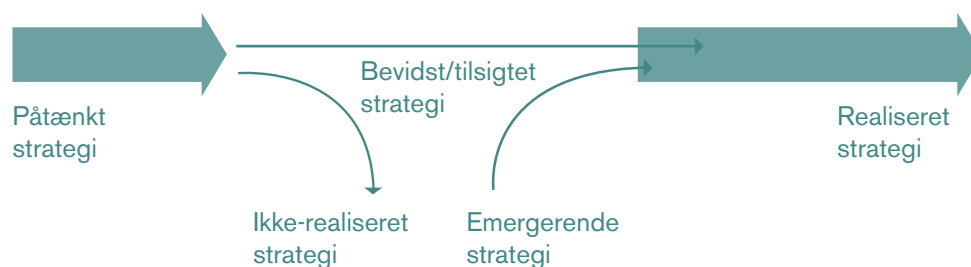 Påtænkt
strategi
Bevidst/tilsigtet
strategi
Realiseret
strategi
Ikke-realiseret
strategi
Emergerende
strategi